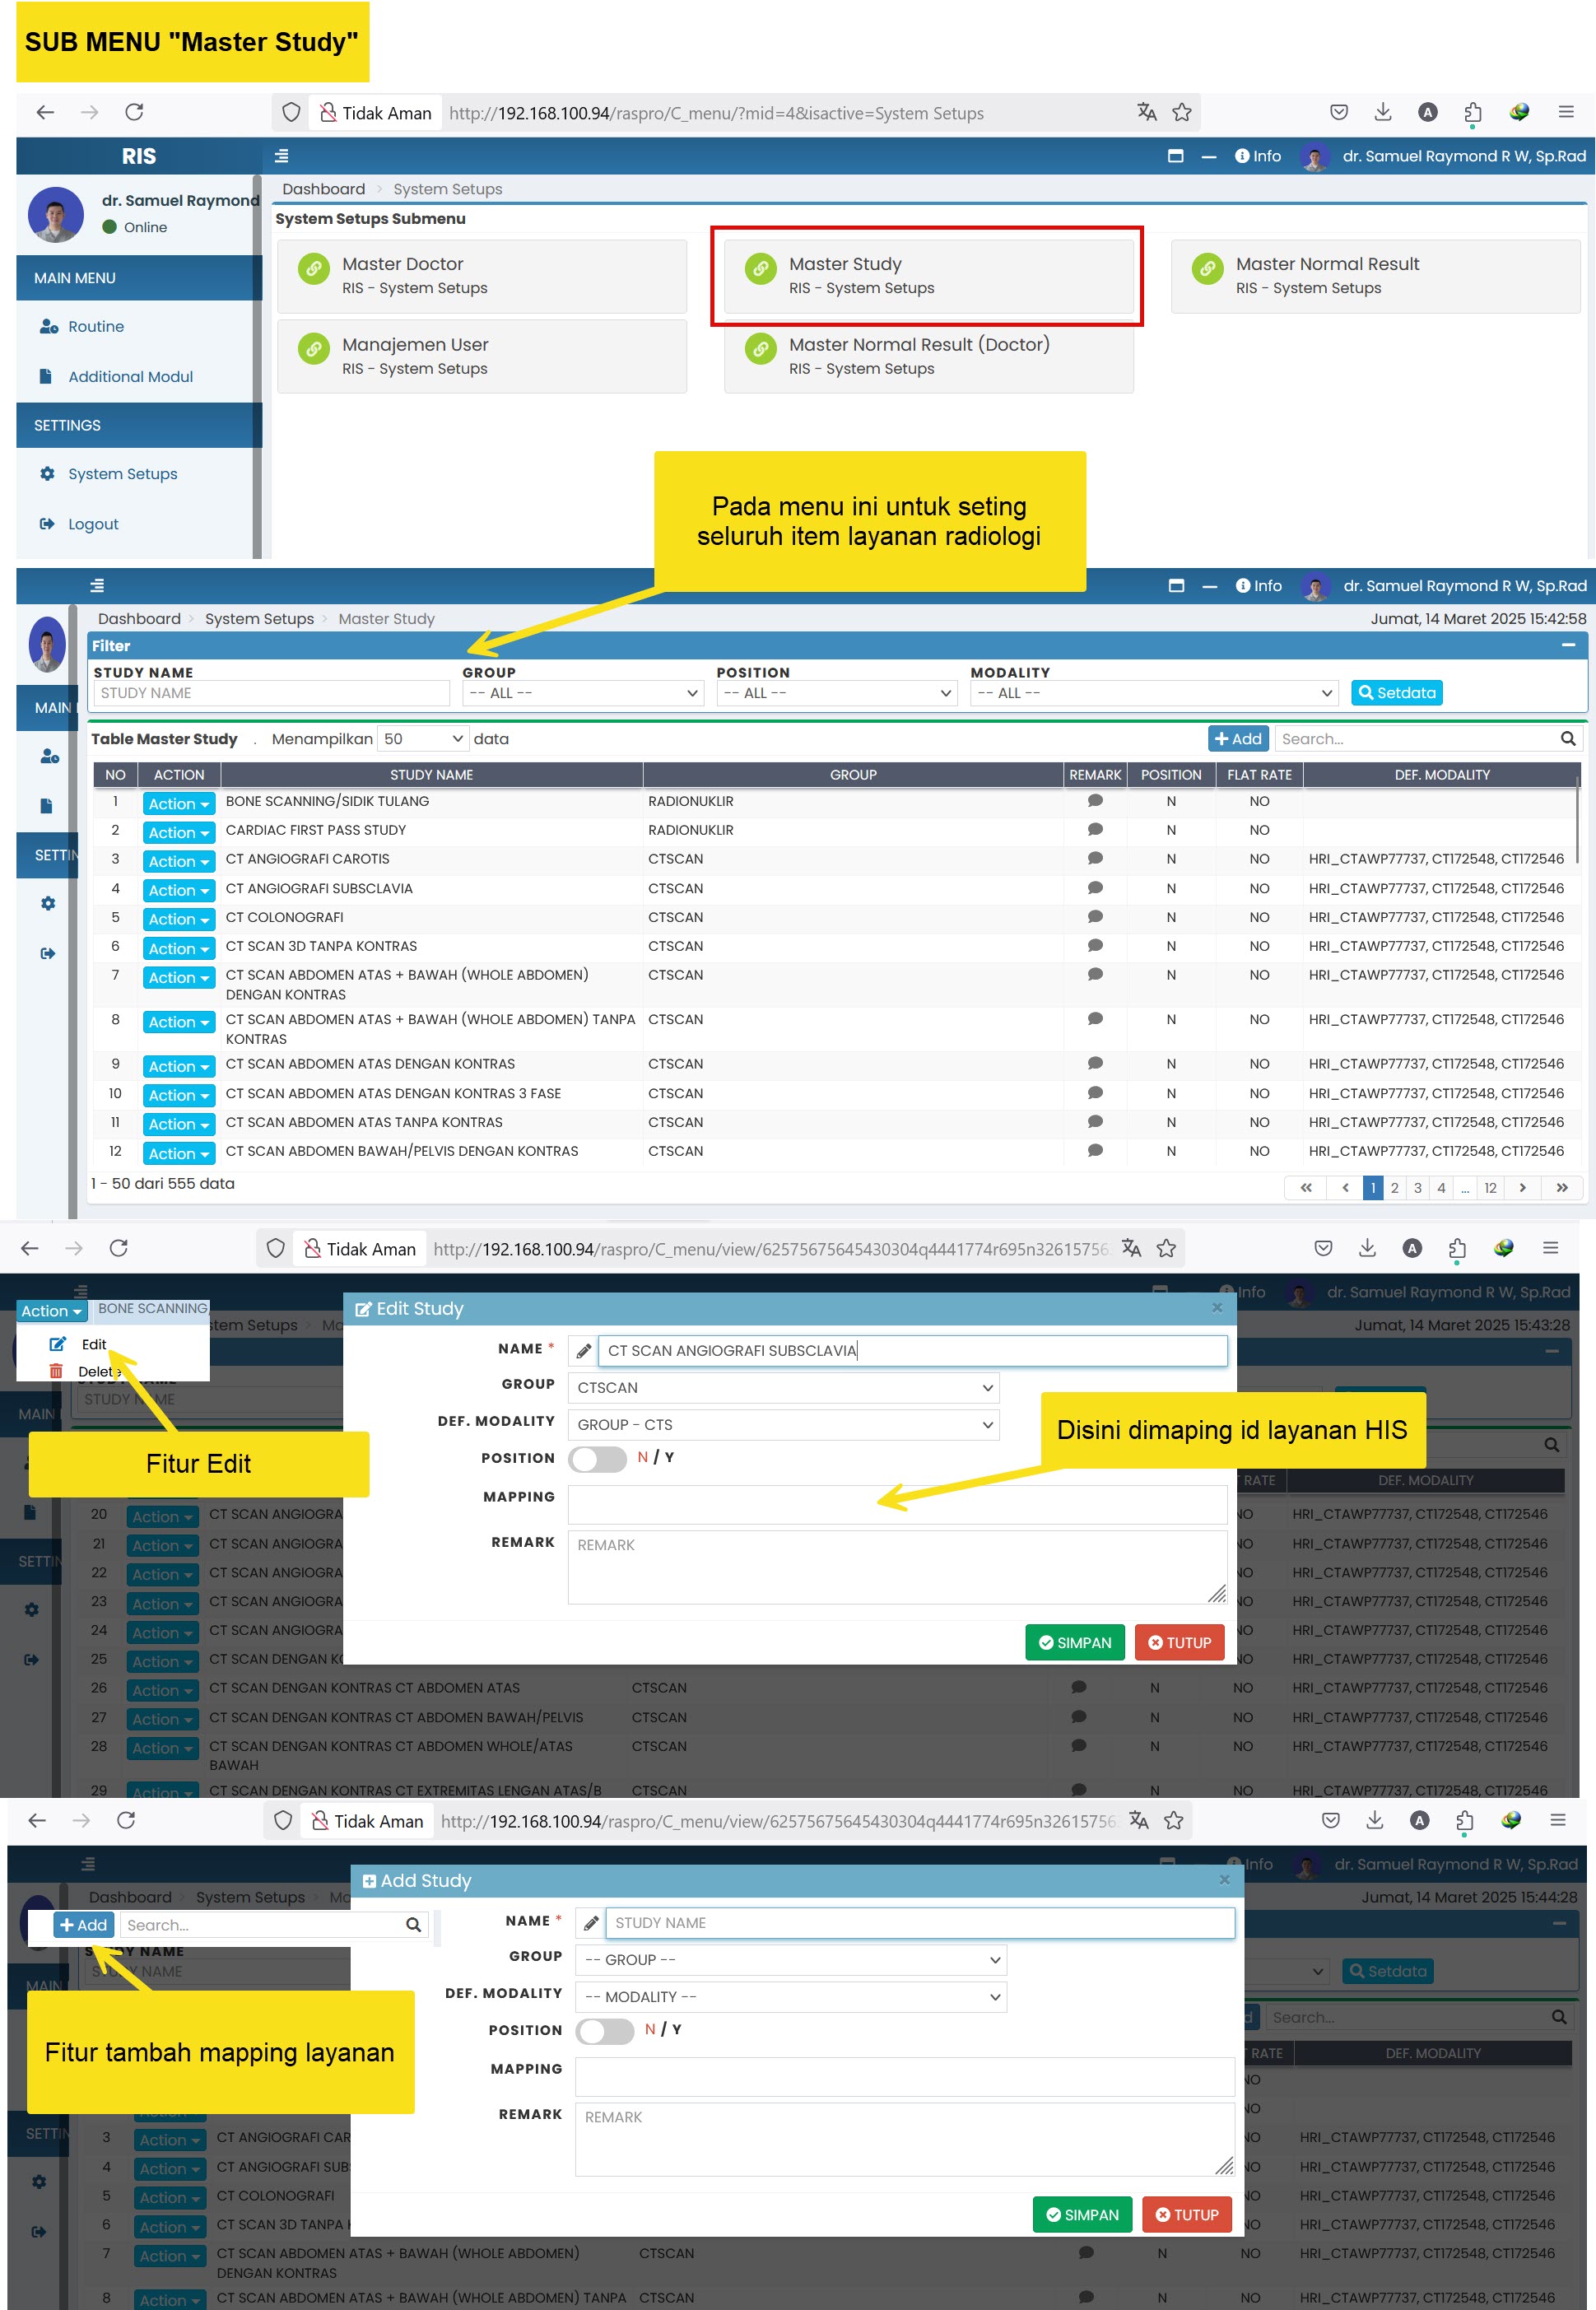 SUB MENU "Master Study"
Tidak Aman http://192.168.100.94/raspro/C_menu/?mid=4&isactive=System Setups
RIS
Info dr. Samuel Raymond R W, Sp.Rad
dr. Samuel Raymond
Online
Dashboard > System Setups
System Setups Submenu
Master Doctor
RIS - System Setups
Master Study
RIS - System Setups
Master Normal Result
RIS - System Setups
Manajemen User
RIS - System Setups
Master Normal Result (Doctor)
RIS - System Setups
MAIN MENU
Routine
Additional Modul
SETTINGS
System Setups
Logout
Pada menu ini untuk seting
seluruh item layanan radiologi
Info dr. Samuel Raymond R W, Sp.Rad
Dashboard > System Setups > Master Study
Jumat, 14 Maret 2025 15:42:58
Filter
STUDY NAME GROUP POSITION MODALITY
STUDY NAME -- ALL -- -- ALL -- -- ALL -- Setdata
MAIN
Table Master Study . Menampilkan 50 data
Add Search...
NO ACTION STUDY NAME GROUP REMARK POSITION FLAT RATE DEF. MODALITY
1 Action BONE SCANNING/SIDIK TULANG RADIONUKLIR N NO
2 Action CARDIAC FIRST PASS STUDY RADIONUKLIR N NO
SETTIN
3 Action CT ANGIOGRAFI CAROTIS CTSCAN N NO HRI_CTAWP77737, CT172548, CT172546
4 Action CT ANGIOGRAFI SUBSCLAVIA CTSCAN N NO HRI_CTAWP77737, CT172548, CT172546
5 Action CT COLONOGRAFI CTSCAN N NO HRI_CTAWP77737, CT172548, CT172546
6 Action CT SCAN 3D TANPA KONTRAS CTSCAN N NO HRI_CTAWP77737, CT172548, CT172546
7 Action CT SCAN ABDOMEN ATAS + BAWAH (WHOLE ABDOMEN) CTSCAN N NO HRI_CTAWP77737, CT172548, CT172546
DENGAN KONTRAS
8 Action CT SCAN ABDOMEN ATAS + BAWAH (WHOLE ABDOMEN) TANPA CTSCAN N NO HRI_CTAWP77737, CT172548, CT172546
KONTRAS
9 Action CT SCAN ABDOMEN ATAS DENGAN KONTRAS CTSCAN N NO HRI_CTAWP77737, CT172548, CT172546
10 Action CT SCAN ABDOMEN ATAS DENGAN KONTRAS 3 FASE CTSCAN N NO HRI_CTAWP77737, CT172548, CT172546
11 Action CT SCAN ABDOMEN ATAS TANPA KONTRAS CTSCAN N NO HRI_CTAWP77737, CT172548, CT172546
12 Action CT SCAN ABDOMEN BAWAH/PELVIS DENGAN KONTRAS CTSCAN N NO HRI_CTAWP77737, CT172548, CT172546
1 - 50 dari 555 data
« ‹ 1 2 3 4 ... 12 › »
Tidak Aman http://192.168.100.94/raspro/C_menu/view/62575675645430304q4441774r695n32615756
Info dr. Samuel Raymond R W, Sp.Rad
Action BONE SCANNING
Edit Study
stem Setups Ma
Jumat, 14 Maret 2025 15:43:28
Edit
Delete
NAME * CT SCAN ANGIOGRAFI SUBSCLAVIA
GROUP CTSCAN
DEF. MODALITY GROUP - CTS
POSITION N / Y
MAPPING
REMARK REMARK
SIMPAN TUTUP
MAIN
Fitur Edit
Disini dimaping id layanan HIS
RATE DEF. MODALITY
SETTIN
20 Action CT SCAN ANGIOGRA NO HRI_CTAWP77737, CT172548, CT172546
21 Action CT SCAN ANGIOGRA NO HRI_CTAWP77737, CT172548, CT172546
22 Action CT SCAN ANGIOGRA NO HRI_CTAWP77737, CT172548, CT172546
23 Action CT SCAN ANGIOGRA NO HRI_CTAWP77737, CT172548, CT172546
24 Action CT SCAN ANGIOGRA NO HRI_CTAWP77737, CT172548, CT172546
25 Action CT SCAN DENGAN KO NO HRI_CTAWP77737, CT172548, CT172546
26 Action CT SCAN DENGAN KONTRAS CT ABDOMEN ATAS CTSCAN N NO HRI_CTAWP77737, CT172548, CT172546
27 Action CT SCAN DENGAN KONTRAS CT ABDOMEN BAWAH/PELVIS CTSCAN N NO HRI_CTAWP77737, CT172548, CT172546
28 Action CT SCAN DENGAN KONTRAS CT ABDOMEN WHOLE/ATAS CTSCAN N NO HRI_CTAWP77737, CT172548, CT172546
BAWAH
29 Action CT SCAN DENGAN KONTRAS CT EXTREMITAS LENGAN ATAS/B CTSCAN N NO HRI_CTAWP77737, CT172548, CT172546
Tidak Aman http://192.168.100.94/raspro/C_menu/view/62575675645430304q4441774r695n32615756
Info dr. Samuel Raymond R W, Sp.Rad
Add Study
Dashboard System Setups Ma
Jumat, 14 Maret 2025 15:44:28
Add Search...
STUDY NAME
STUDY NAME
NAME * STUDY NAME
GROUP -- GROUP --
DEF. MODALITY -- MODALITY --
POSITION N / Y
MAPPING
REMARK REMARK
SIMPAN TUTUP
MAIN
Setdata
Search...
Fitur tambah mapping layanan
RATE DEF. MODALITY
NO
NO
SETTIN
3 Action CT ANGIOGRAFI CAR NO HRI_CTAWP77737, CT172548, CT172546
4 Action CT ANGIOGRAFI SUB NO HRI_CTAWP77737, CT172548, CT172546
5 Action CT COLONOGRAFI NO HRI_CTAWP77737, CT172548, CT172546
6 Action CT SCAN 3D TANPA NO HRI_CTAWP77737, CT172548, CT172546
7 Action CT SCAN ABDOMEN ATAS + BAWAH (WHOLE ABDOMEN) CTSCAN N NO HRI_CTAWP77737, CT172548, CT172546
DENGAN KONTRAS
8 Action CT SCAN ABDOMEN ATAS + BAWAH (WHOLE ABDOMEN) TANPA CTSCAN N NO HRI_CTAWP77737, CT172548, CT172546